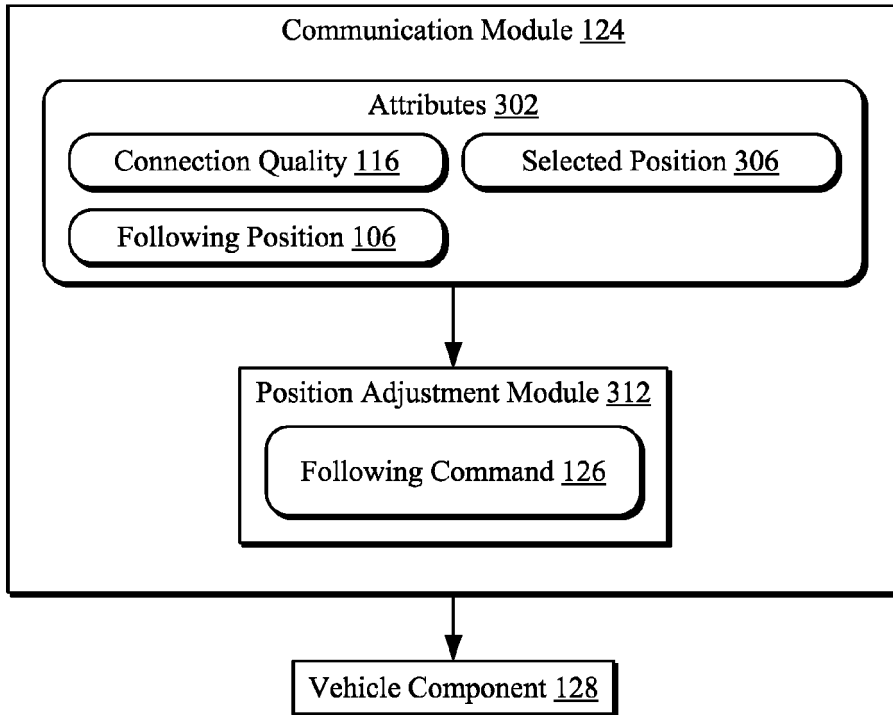 Communication Module 124
Attributes 302
Connection Quality 116
Selected Position 306
Following Position 106
Position Adjustment Module 312
Following Command 126
Vehicle Component 128